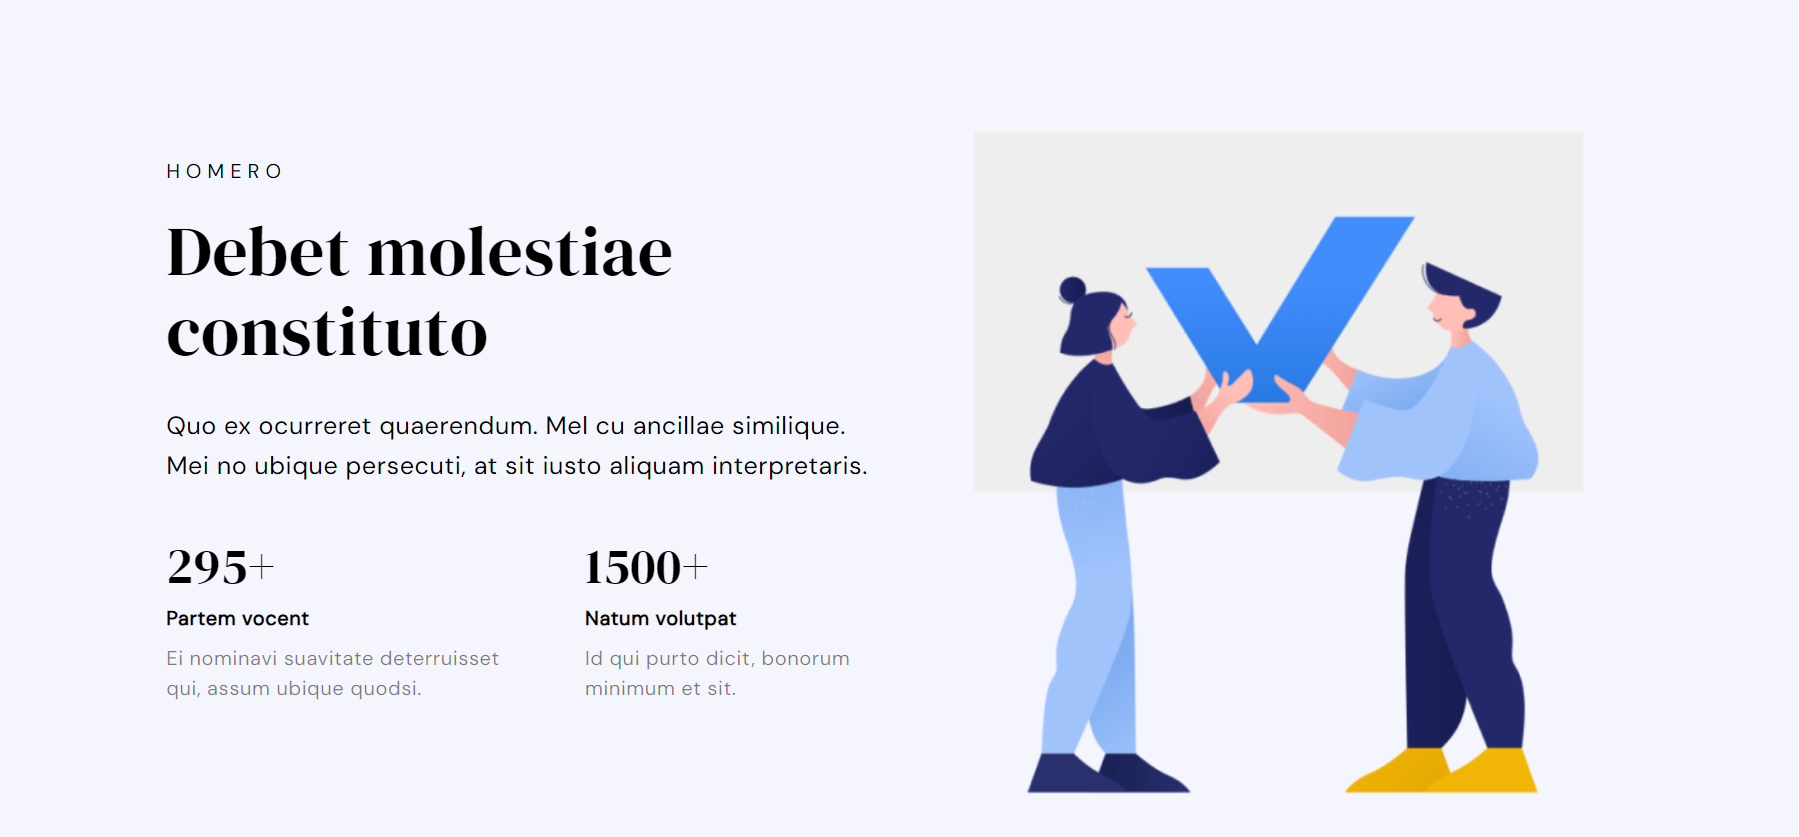 HOMERO
Debet molestiae
constituto
Quo ex ocurreret quaerendum. Mel cu ancillae similique.
Mei no ubique persecuti, at sit iusto aliquam interpretaris.
295+
Partem vocent
Ei nominavi suavitate deterruisset
qui, assum ubique quodsi.
1500+
Natum volutpat
Id qui purto dicit, bonorum
minimum et sit.